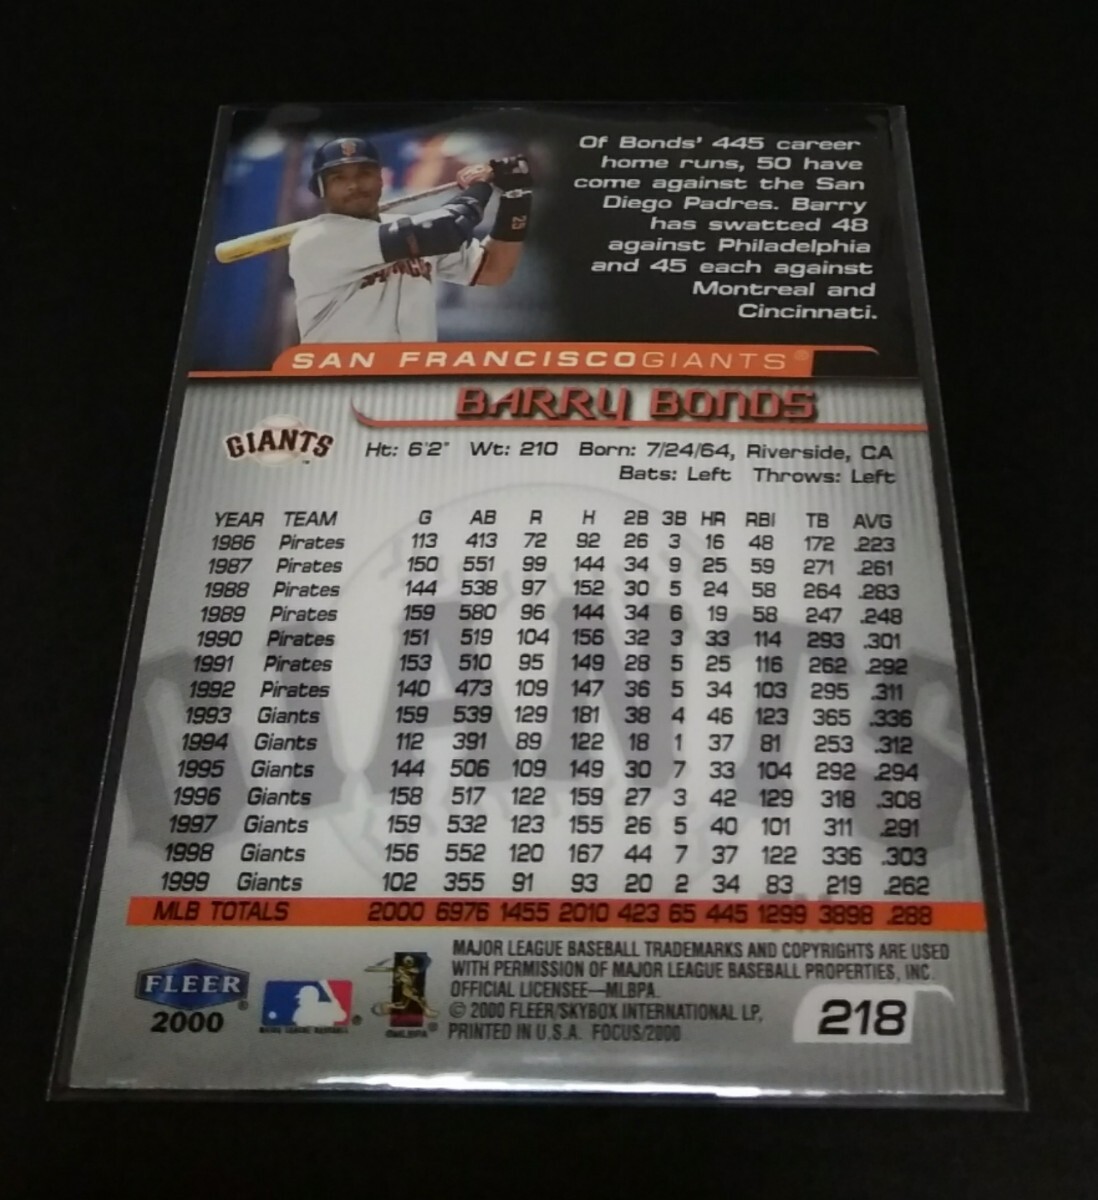 Of Bonds' 445 career
home runs, 50 have
come against the San
Diego Padres. Barry
has swatted 48
against Philadelphia
and 45 each against
Montreal and
Cincinnati.
25
SAN FRANCISCOGIANTS®
BARRY BONDS
GIANTS™
Ht: 6'2" Wt: 210 Born: 7/24/64, Riverside, CA
Bats: Left Throws: Left
YEAR TEAM G AB R H 2B 3B HR RBI TB AVG
1986 Pirates 113 413 72 92 26 3 16 48 172 .223
1987 Pirates 150 551 99 144 34 9 25 59 271 .261
1988 Pirates 144 538 97 152 30 5 24 58 264 .283
1989 Pirates 159 580 96 144 34 6 19 58 247 .248
1990 Pirates 151 519 104 156 32 3 33 114 293 .301
1991 Pirates 153 510 95 149 28 5 25 116 262 .292
1992 Pirates 140 473 109 147 36 5 34 103 295 .311
1993 Giants 159 539 129 181 38 4 46 123 365 .336
1994 Giants 112 391 89 122 18 1 37 81 253 .312
1995 Giants 144 506 109 149 30 7 33 104 292 .294
1996 Giants 158 517 122 159 27 3 42 129 318 .308
1997 Giants 159 532 123 155 26 5 40 101 311 .291
1998 Giants 156 552 120 167 44 7 37 122 336 .303
1999 Giants 102 355 91 93 20 2 34 83 219 .262
MLB TOTALS 2000 6976 1455 2010 423 65 445 1299 3898 .288
MAJOR LEAGUE BASEBALL TRADEMARKS AND COPYRIGHTS ARE USED
WITH PERMISSION OF MAJOR LEAGUE BASEBALL PROPERTIES, INC.
OFFICIAL LICENSEE—MLBPA.
© 2000 FLEER/SKYBOX INTERNATIONAL LP,
PRINTED IN U.S.A. FOCUS/2000
FLEER®
2000
MAJOR LEAGUE BASEBALL®
©MLBPA
218